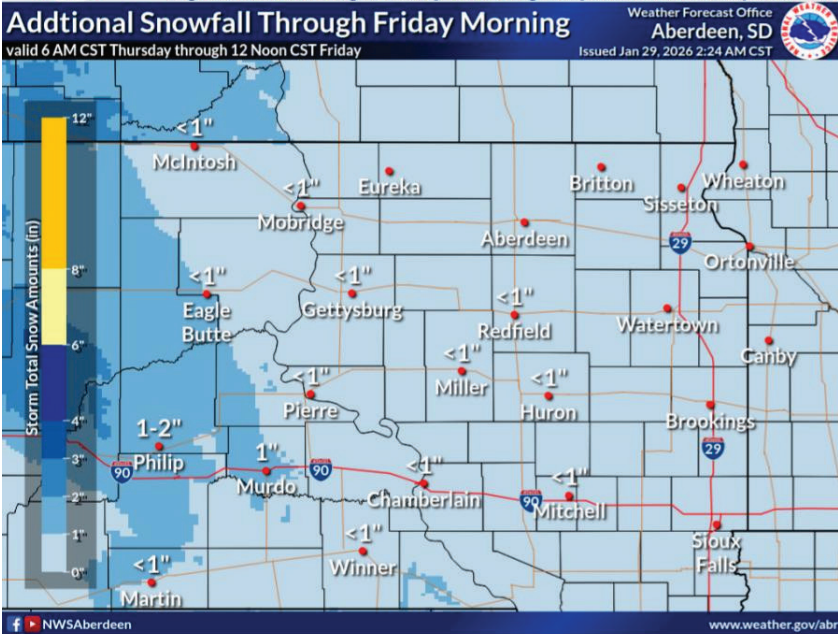 Addtional Snowfall Through Friday Morning
valid 6 AM CST Thursday through 12 Noon CST Friday
Weather Forecast Office
Aberdeen, SD
Issued Jan 29, 2026 2:24 AM CST
Storm Total Snow Amounts (in)
12"
8"
6"
4"
3"
2"
1"
0"
<1"
McIntosh
<1"
Mobridge
Eureka
Britton
Sisseton
Wheaton
Aberdeen
29
Ortonville
<1"
Eagle
Butte
<1"
Gettysburg
<1"
Redfield
Watertown
Canby
<1"
Pierre
<1"
Miller
<1"
Huron
Brookings
1-2"
Philip
90
1"
Murdo
90
29
<1"
Chamberlain
90
<1"
Mitchell
Sioux
Falls
<1"
Winner
<1"
Martin
NWSAberdeen
www.weather.gov/abr